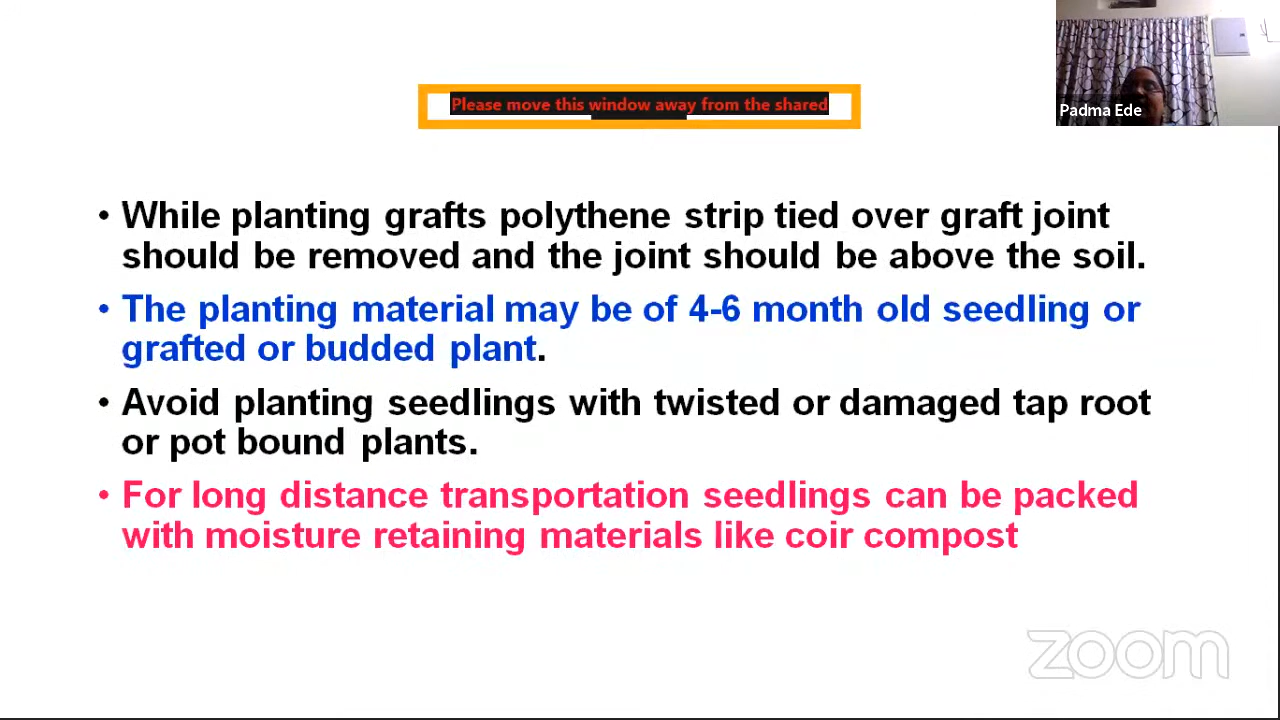 Please move this window away from the shared
Padma Ede
• While planting grafts polythene strip tied over graft joint
should be removed and the joint should be above the soil.
• The planting material may be of 4-6 month old seedling or
grafted or budded plant.
• Avoid planting seedlings with twisted or damaged tap root
or pot bound plants.
• For long distance transportation seedlings can be packed
with moisture retaining materials like coir compost
zoom